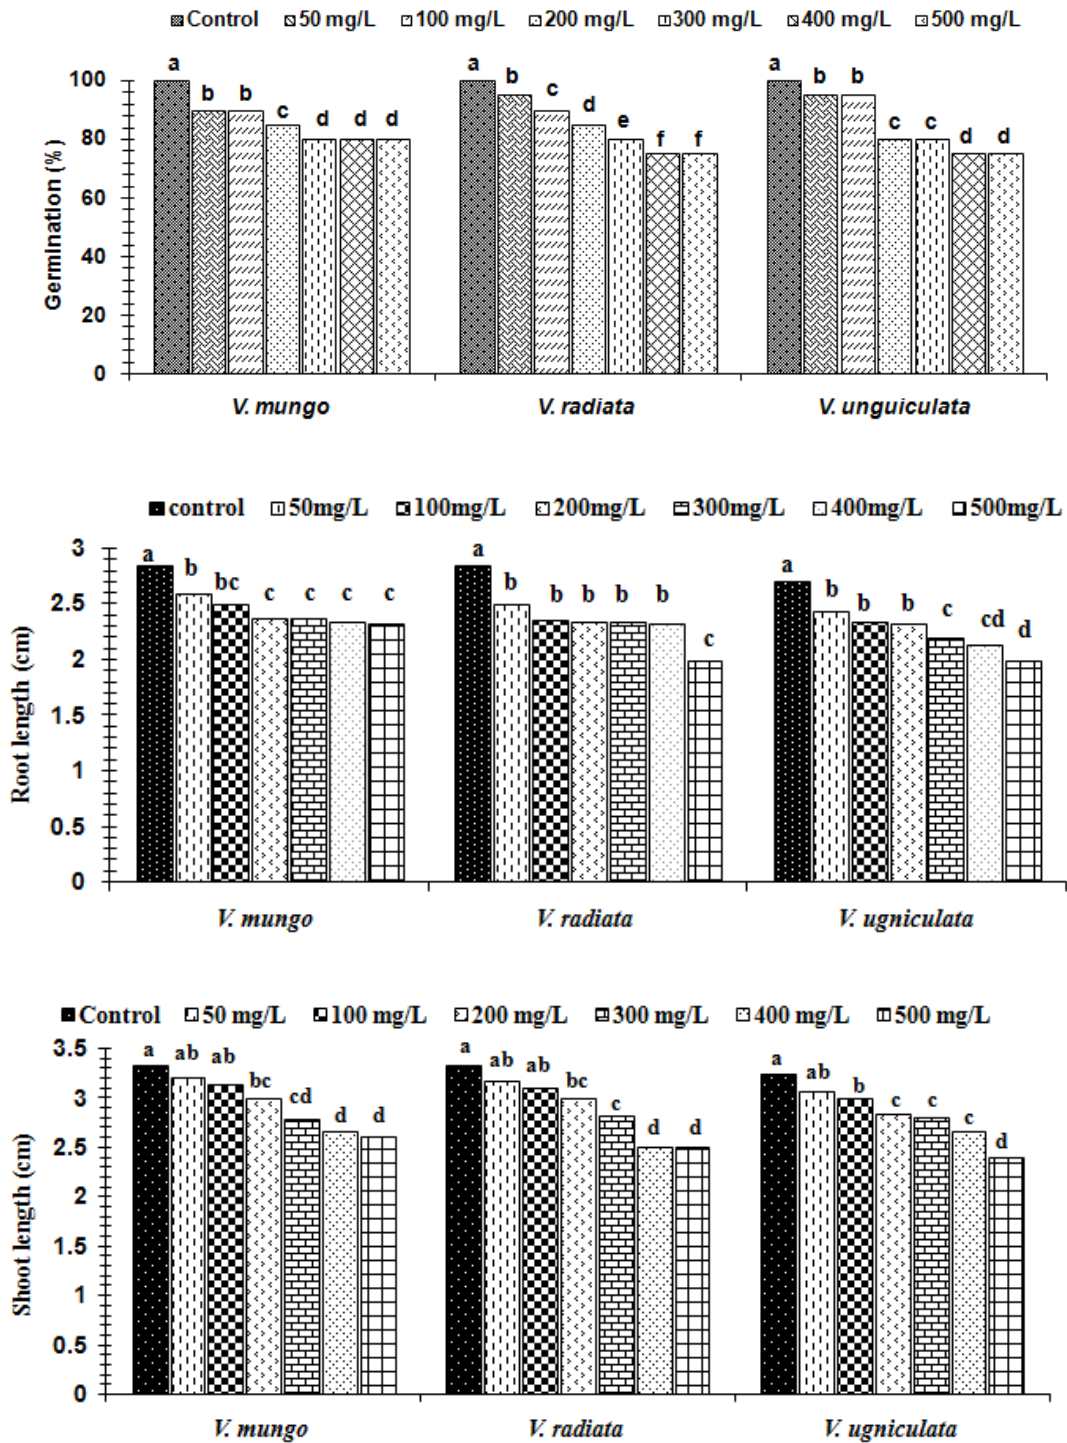 Control 50 mg/L 100 mg/L 200 mg/L 300 mg/L 400 mg/L 500 mg/L
a b b c d d d a b c d e f f a b b c c d d
100
80
60
40
20
0
Germination (%)
V. mungo V. radiata V. unguiculata
control 50mg/L 100mg/L 200mg/L 300mg/L 400mg/L 500mg/L
a b bc c c c c a b b b b b c a b b b c cd d
3
2.5
2
1.5
1
0.5
0
Root length (cm)
V. mungo V. radiata V. ugniculata
Control 50 mg/L 100 mg/L 200 mg/L 300 mg/L 400 mg/L 500 mg/L
a ab ab bc cd d d a ab ab bc c d d a ab b c c c d
3.5
3
2.5
2
1.5
1
0.5
0
Shoot length (cm)
V. mungo V. radiata V. ugniculata